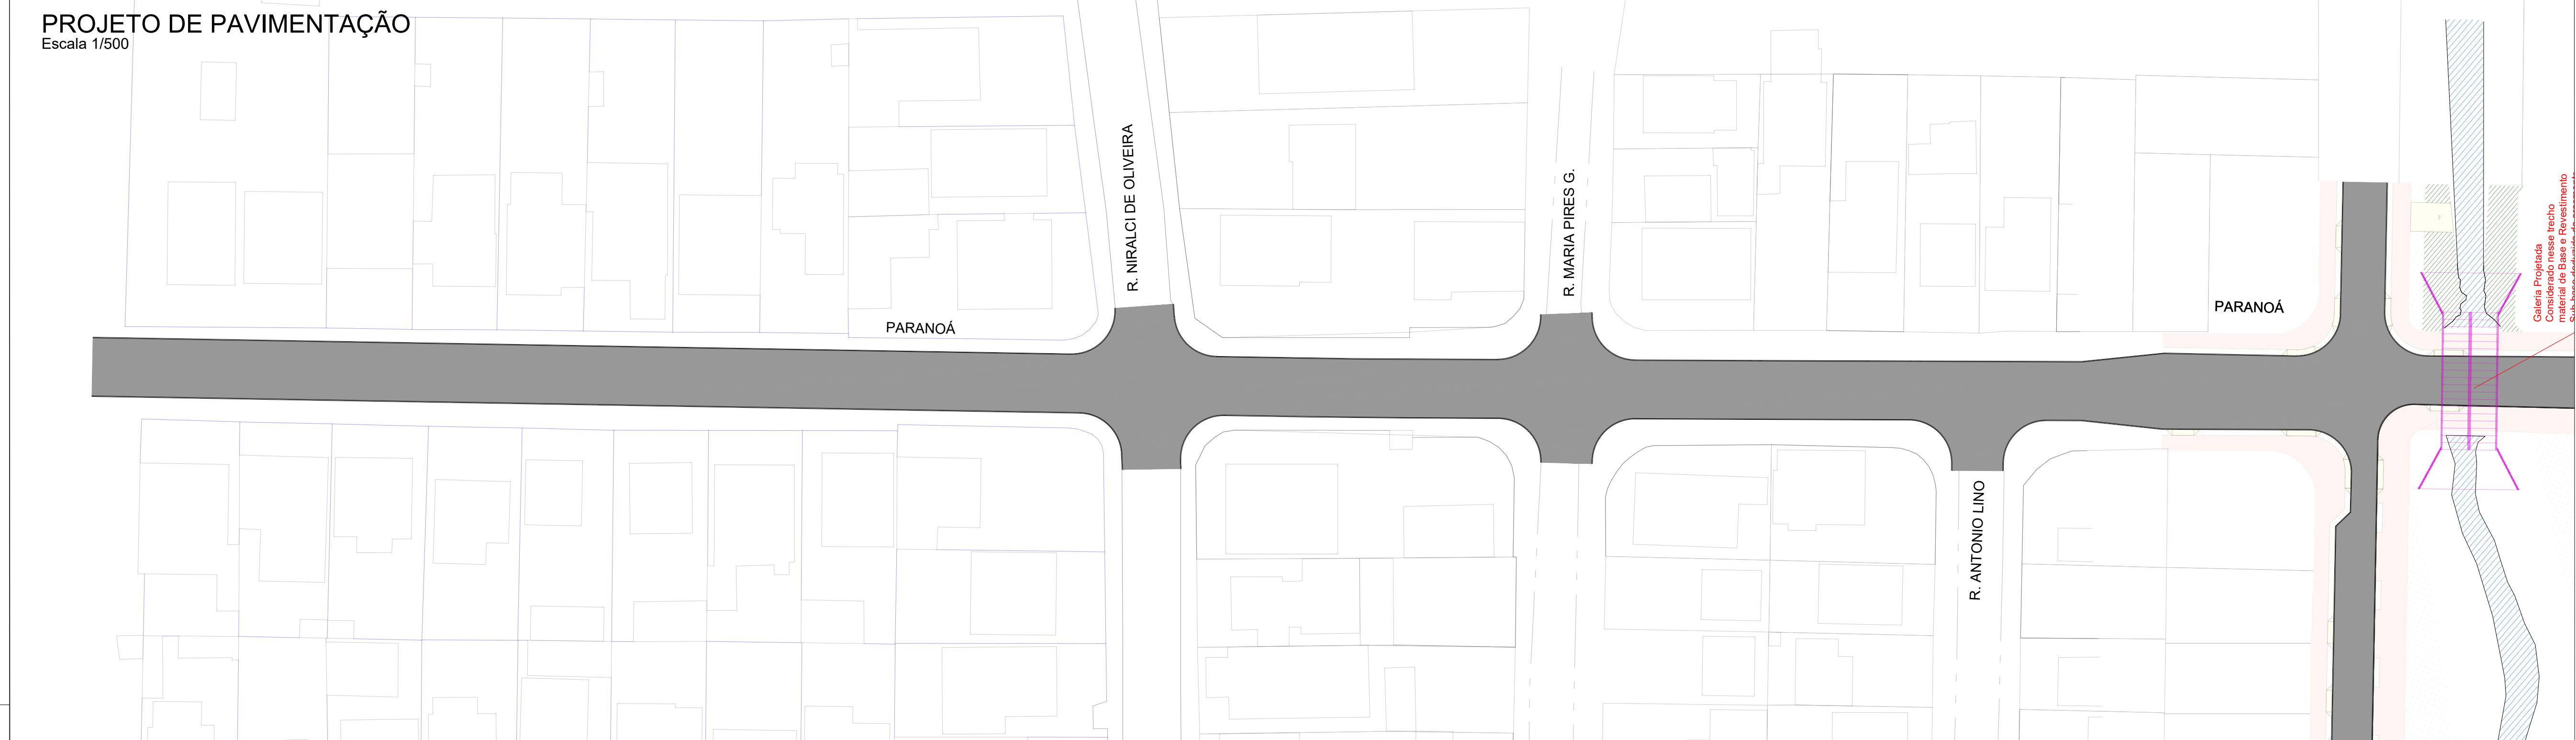 PROJETO DE PAVIMENTAÇÃO
Escala 1/500
R. NIRALCI DE OLIVEIRA
R. MARIA PIRES G.
PARANOÁ
PARANOÁ
R. ANTONIO LINO
Galeria Projetada
Considerado nesse trecho
material de Base e Revestimento